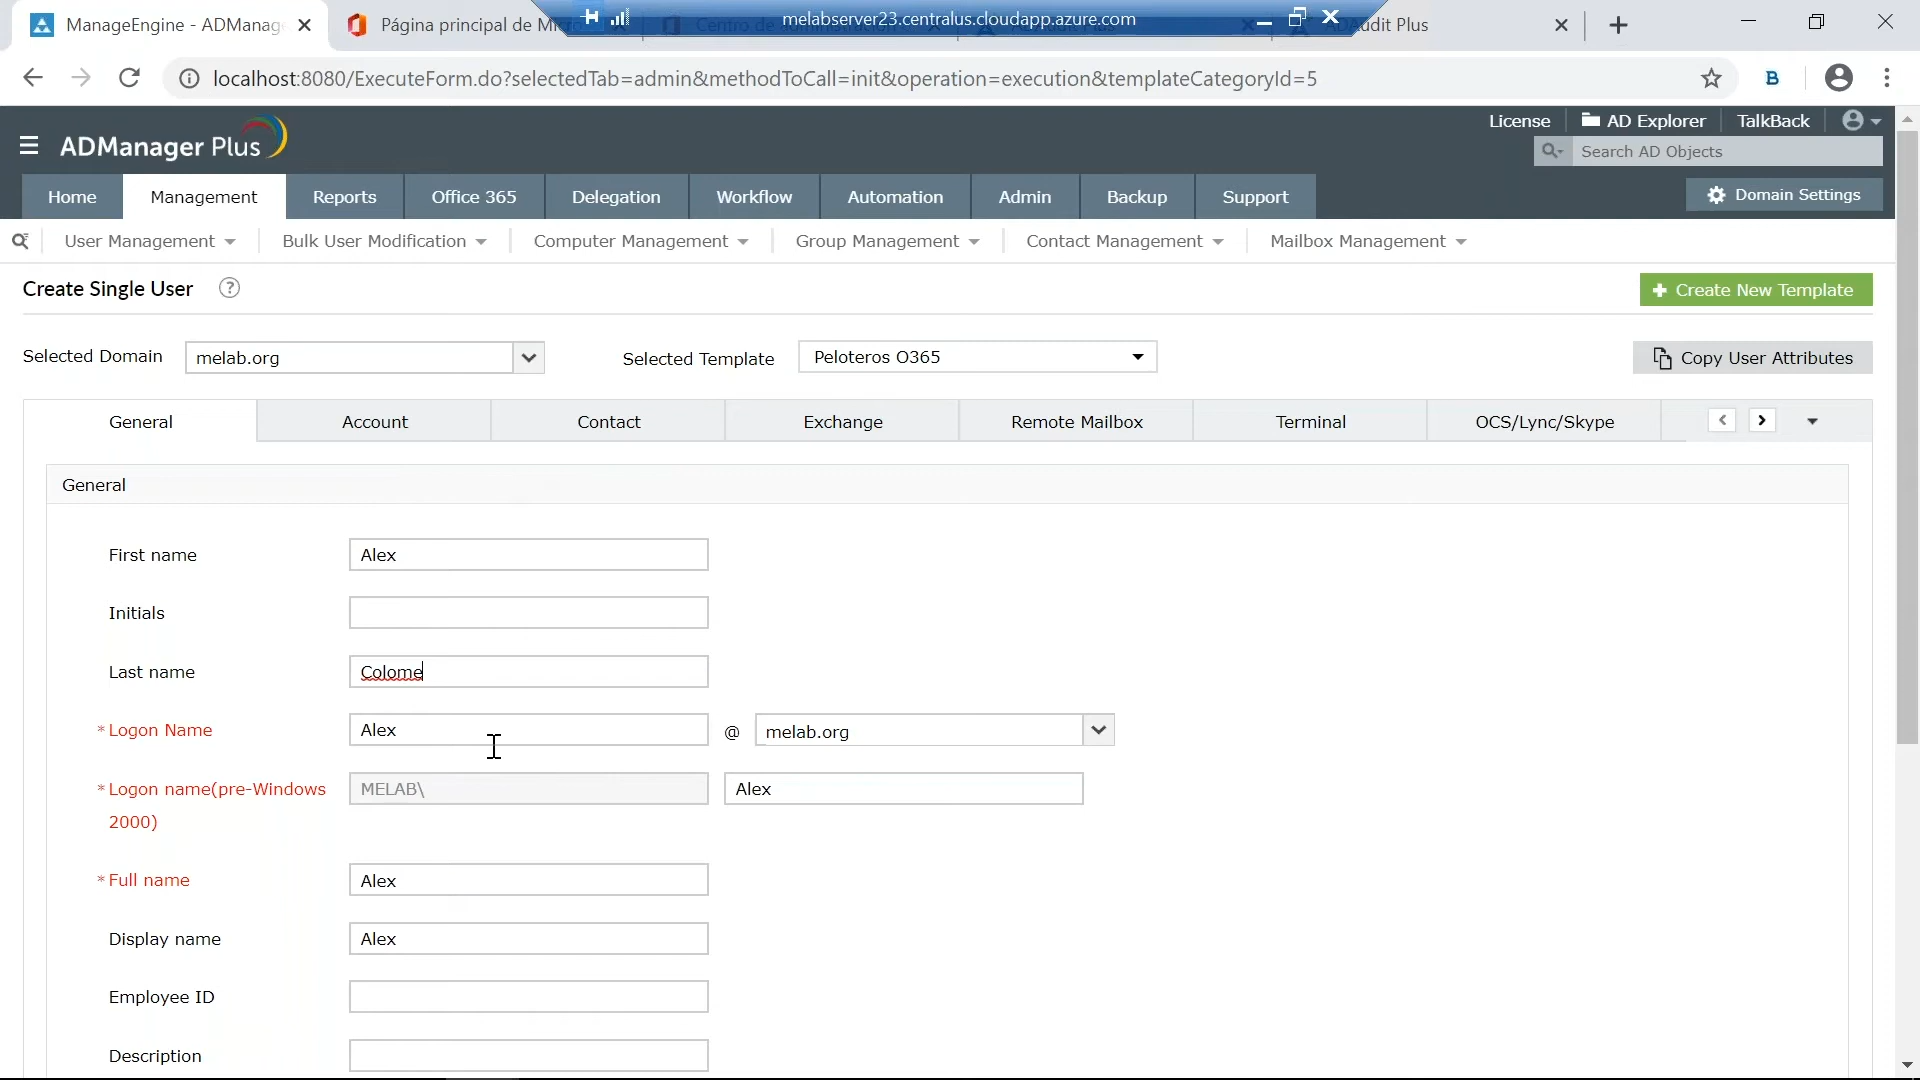 ManageEngine - ADManage
Página principal de Mi
melabserver23.centralus.cloudapp.azure.com
Audit Plus
localhost:8080/ExecuteForm.do?selectedTab=admin&methodToCall=init&operation=execution&templateCategoryId=5
B
License
AD Explorer
TalkBack
ADManager Plus
Search AD Objects
Home
Management
Reports
Office 365
Delegation
Workflow
Automation
Admin
Backup
Support
Domain Settings
User Management
Bulk User Modification
Computer Management
Group Management
Contact Management
Mailbox Management
Create Single User ?
+ Create New Template
Selected Domain melab.org
Selected Template Peloteros O365
Copy User Attributes
General
Account
Contact
Exchange
Remote Mailbox
Terminal
OCS/Lync/Skype
General
First name Alex
Initials
Last name Colome
* Logon Name Alex @ melab.org
* Logon name(pre-Windows MELAB\ Alex
2000)
* Full name Alex
Display name Alex
Employee ID
Description